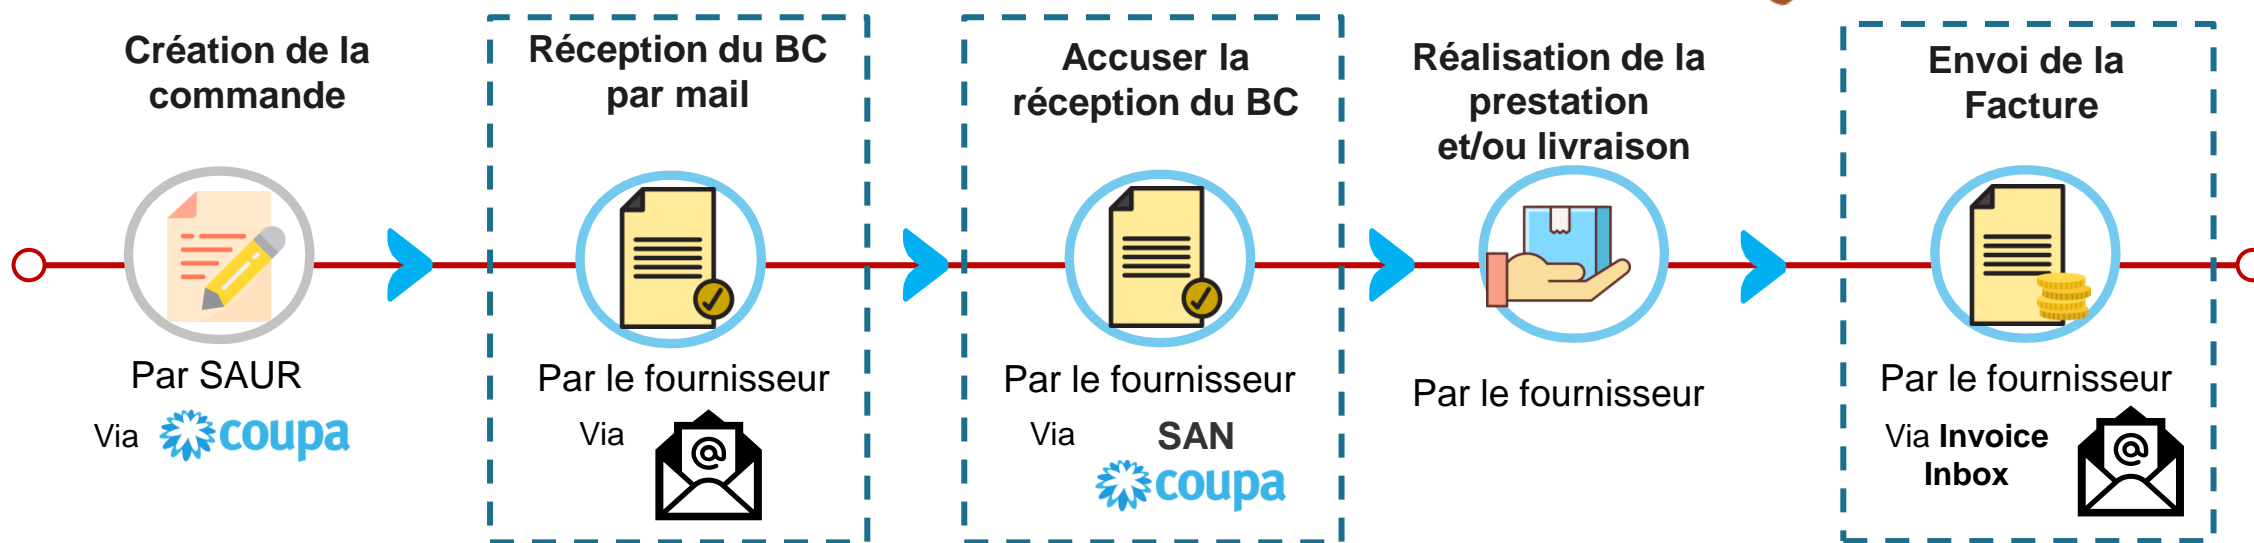 Création de la
commande
Par SAUR
Via coupa
Réception du BC
par mail
Par le fournisseur
Via @
Accuser la
réception du BC
Par le fournisseur
Via SAN
coupa
Réalisation de la
prestation
et/ou livraison
Par le fournisseur
Envoi de la
Facture
Par le fournisseur
Via Invoice
Inbox @